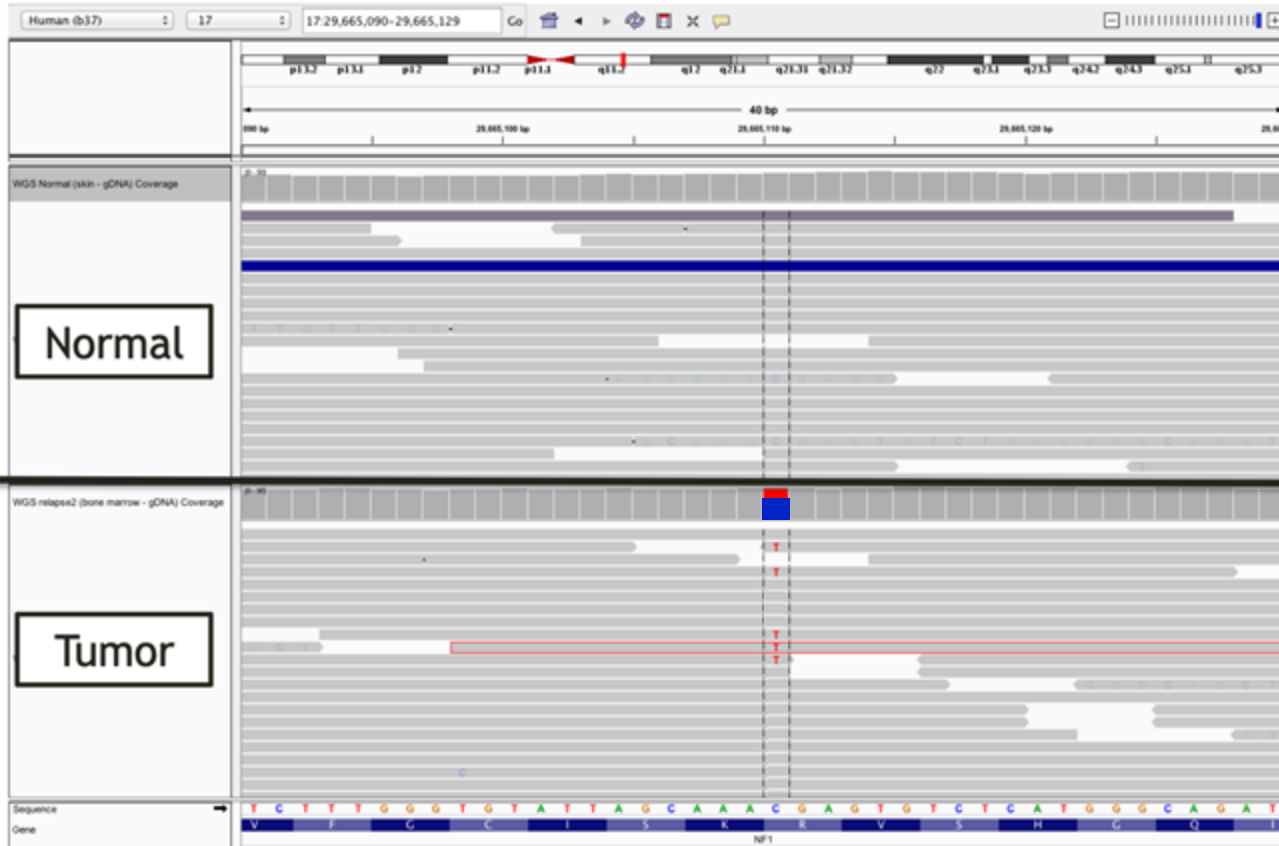 Human (b37) 17 17:29,665,090-29,665,129 Go
p13.2 p13.1 p12 p11.2 p11.1 q11.2 q12 q21.1 q21.31 q21.32 q22 q23.1 q23.3 q24.2 q24.3 q25.1 q25.3
40 bp
090 bp 29,665,100 bp 29,665,110 bp 29,665,120 bp
WGS Normal (skin - gDNA) Coverage
Normal
WGS relapse2 (bone marrow - gDNA) Coverage
T
T
Tumor
T
T
T
C
Sequence T C T T T G G G T G T A T T A G C A A A C G A G T G T C T C A T G G G C A G A T
Gene V F G C I S K R V S H G Q I
NF1